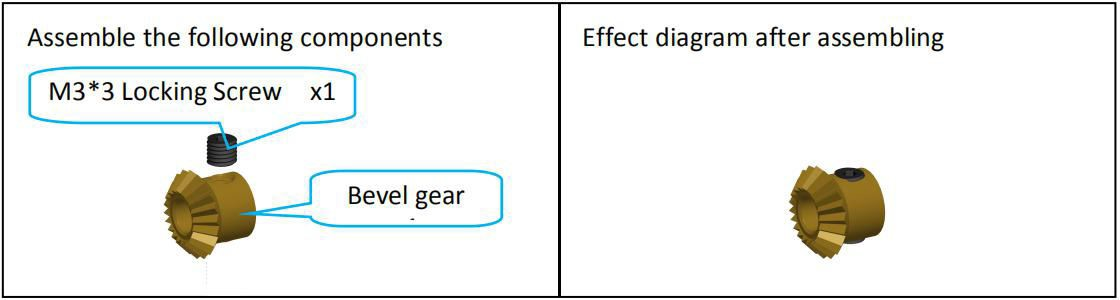 Assemble the following components
M3*3 Locking Screw x1
Bevel gear
Effect diagram after assembling